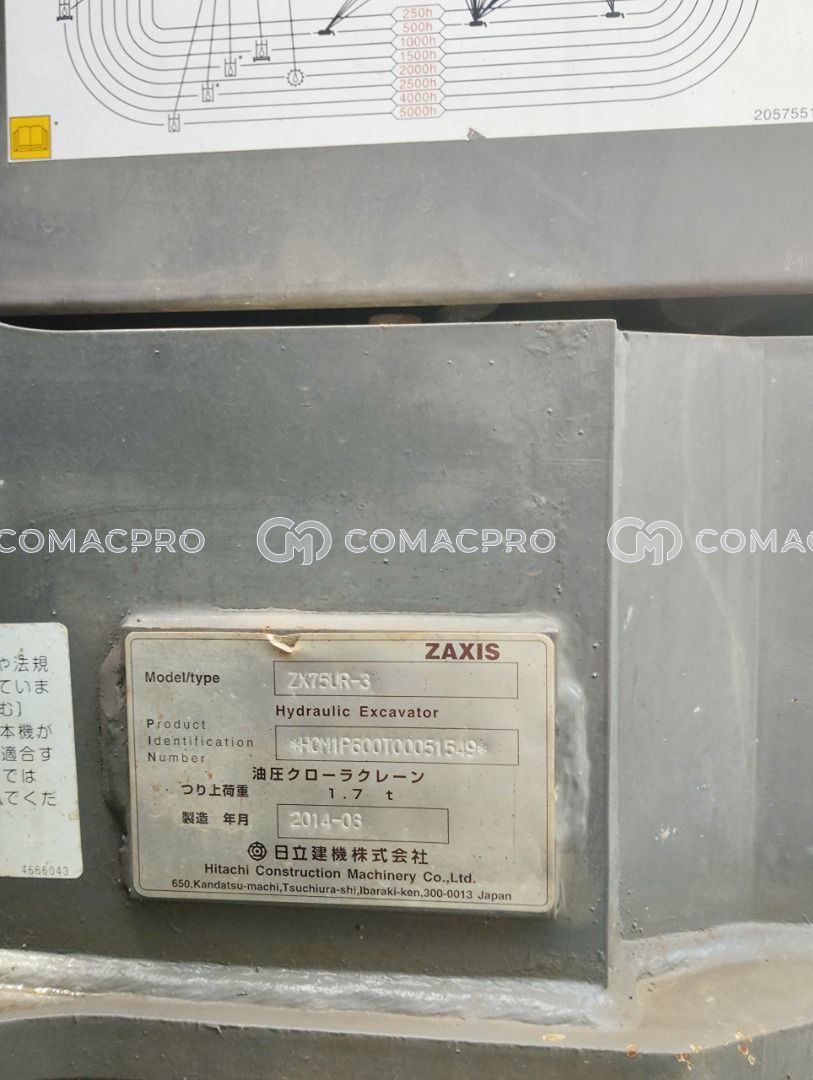 250h
500h
1000h
1500h
2000h
2500h
4000h
5000h
2057551
COMACPRO COMACPRO COMAC
や法規
ていま
む)
本機が
適合す
では
でくだ
4666043
ZAXIS
Model/type ZX75UR-3
Hydraulic Excavator
Product
Identification
Number
*HCM1P600T00051549*
油圧クローラクレーン
つり上荷重 1.7 t
製造 年月 2014-06
日立建機株式会社
Hitachi Construction Machinery Co.,Ltd.
650,Kandatsu-machi,Tsuchiura-shi,Ibaraki-ken,300-0013 Japan